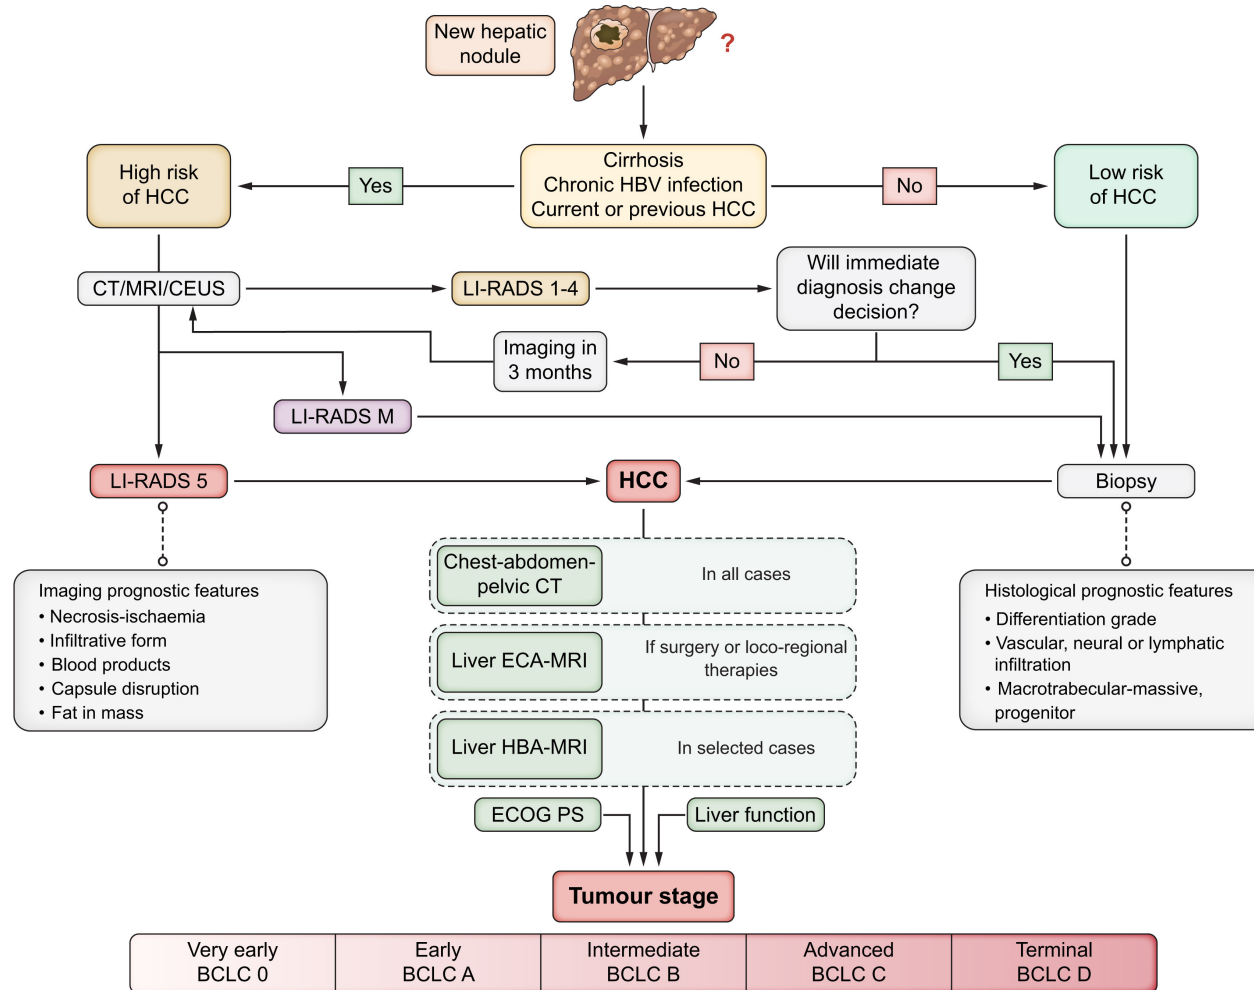 New hepatic
nodule
?
High risk
of HCC
Yes
Cirrhosis
Chronic HBV infection
Current or previous HCC
No
Low risk
of HCC
CT/MRI/CEUS
LI-RADS 1-4
Will immediate
diagnosis change
decision?
Imaging in
3 months
No
Yes
LI-RADS M
LI-RADS 5
HCC
Biopsy
Imaging prognostic features
• Necrosis-ischaemia
• Infiltrative form
• Blood products
• Capsule disruption
• Fat in mass
Chest-abdomen-
pelvic CT
In all cases
Liver ECA-MRI
If surgery or loco-regional
therapies
Liver HBA-MRI
In selected cases
Histological prognostic features
• Differentiation grade
• Vascular, neural or lymphatic
infiltration
• Macrotrabecular-massive,
progenitor
ECOG PS
Liver function
Tumour stage
Very early
BCLC 0
Early
BCLC A
Intermediate
BCLC B
Advanced
BCLC C
Terminal
BCLC D